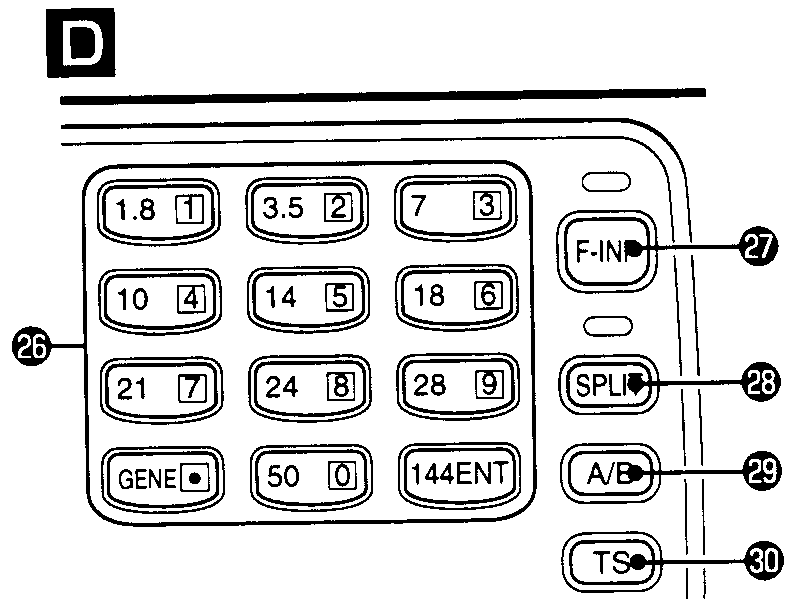 D
1.8 1 3.5 2 7 3
F-IN 27
10 4 14 5 18 6
26
21 7 24 8 28 9
SPLIT 28
GENE • 50 0 144ENT
A/B 29
TS 30